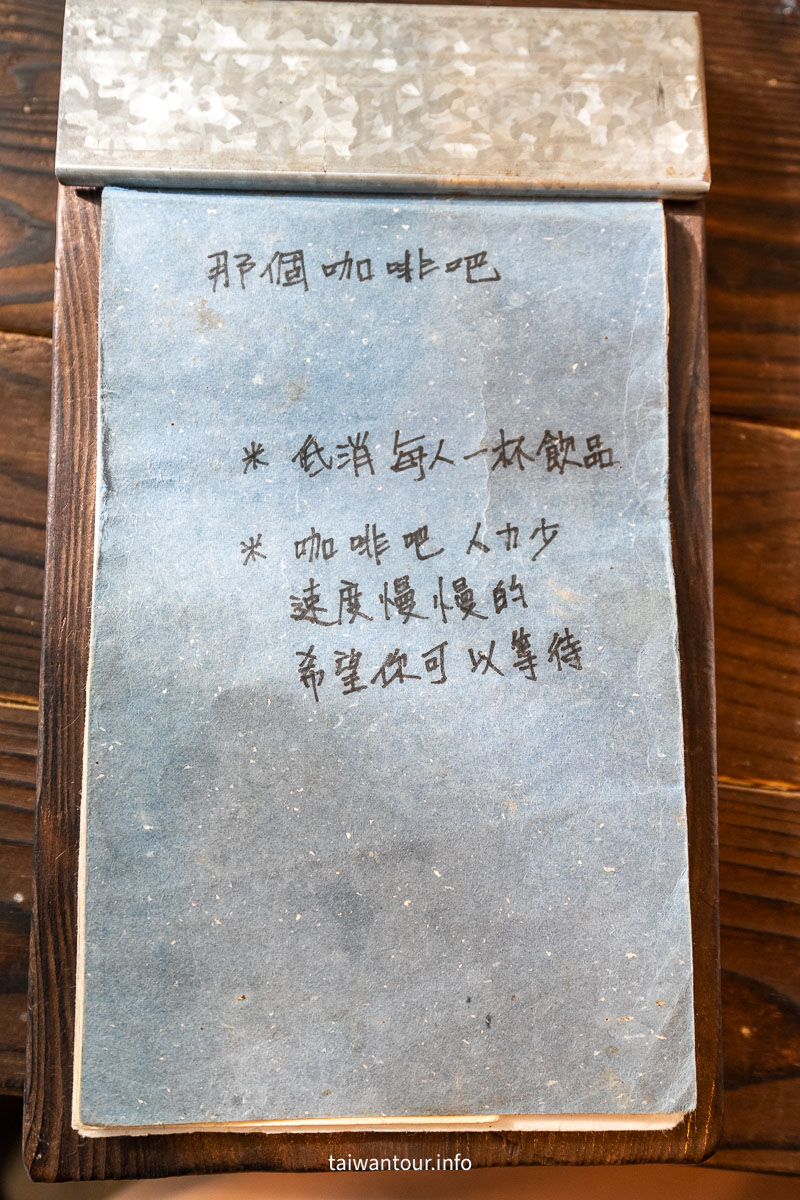 那個咖啡吧
※ 低消每人一杯飲品
※ 咖啡吧人力少
速度慢慢的
希望你可以等待
taiwantour.info